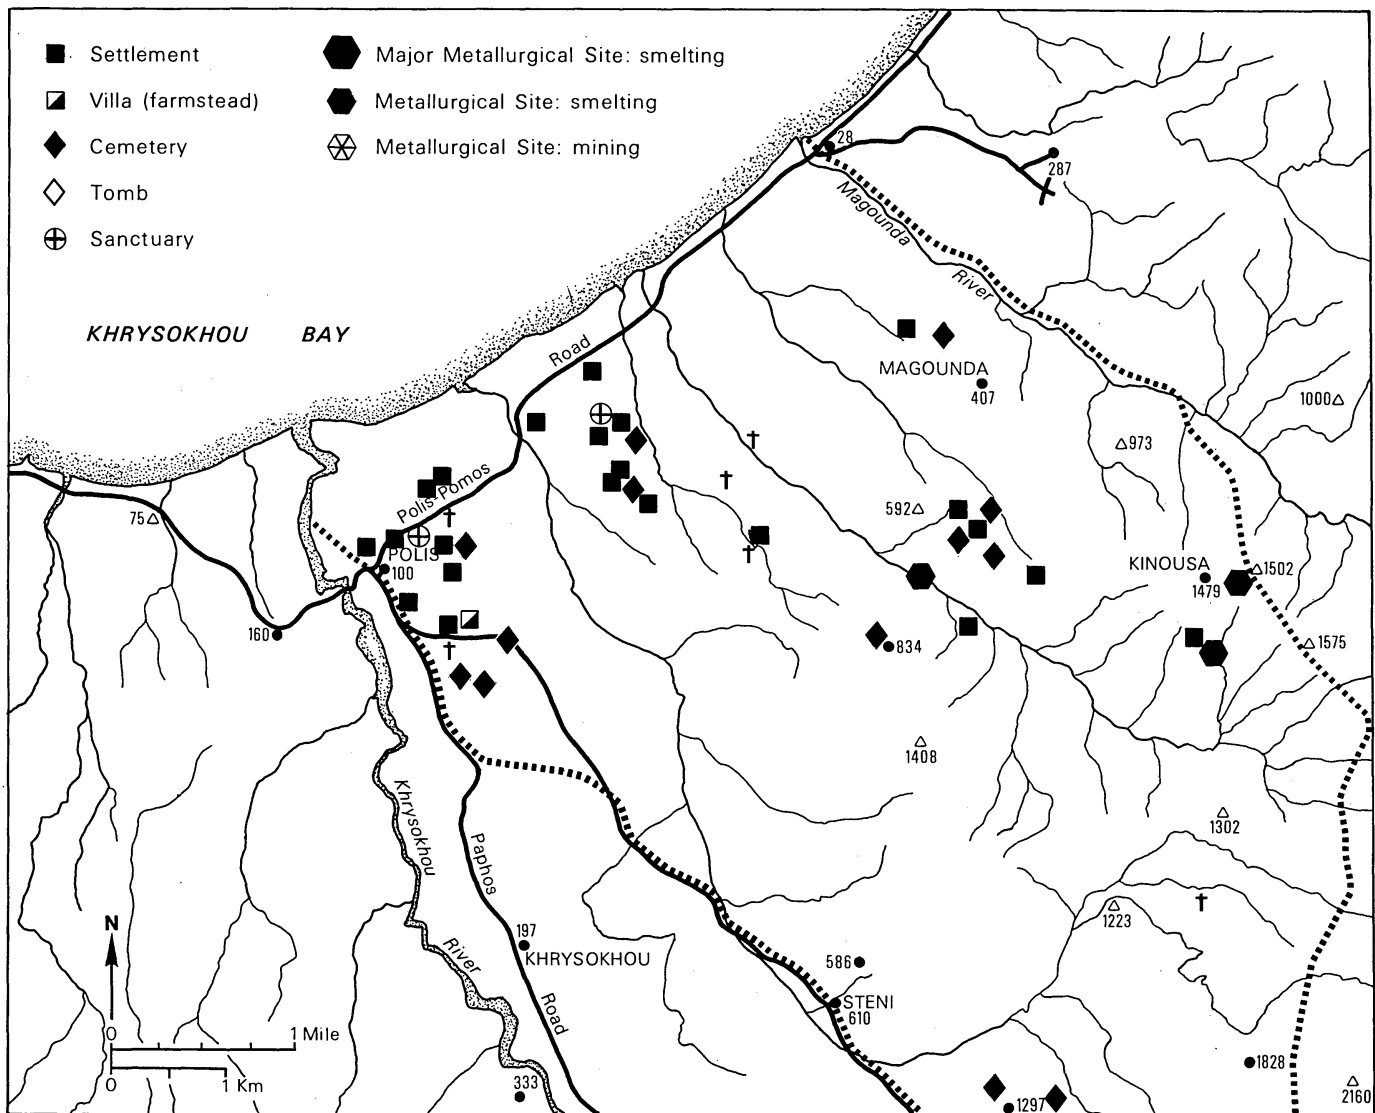 Settlement
Villa (farmstead)
Cemetery
Tomb
Sanctuary
Major Metallurgical Site: smelting
Metallurgical Site: smelting
Metallurgical Site: mining
28
287
Magounda
River
KHRYSOKHOU BAY
Road
MAGOUNDA
407
1000
973
Polis-Pomos
75
592
POLIS
100
KINOUSA
1479
1502
160
834
1575
1408
Khrysokhou
1302
Paphos
1223
N
197
KHRYSOKHOU
River
586
STENI
610
Road
0 1 Mile
0 1 Km
333
1828
1297
2160